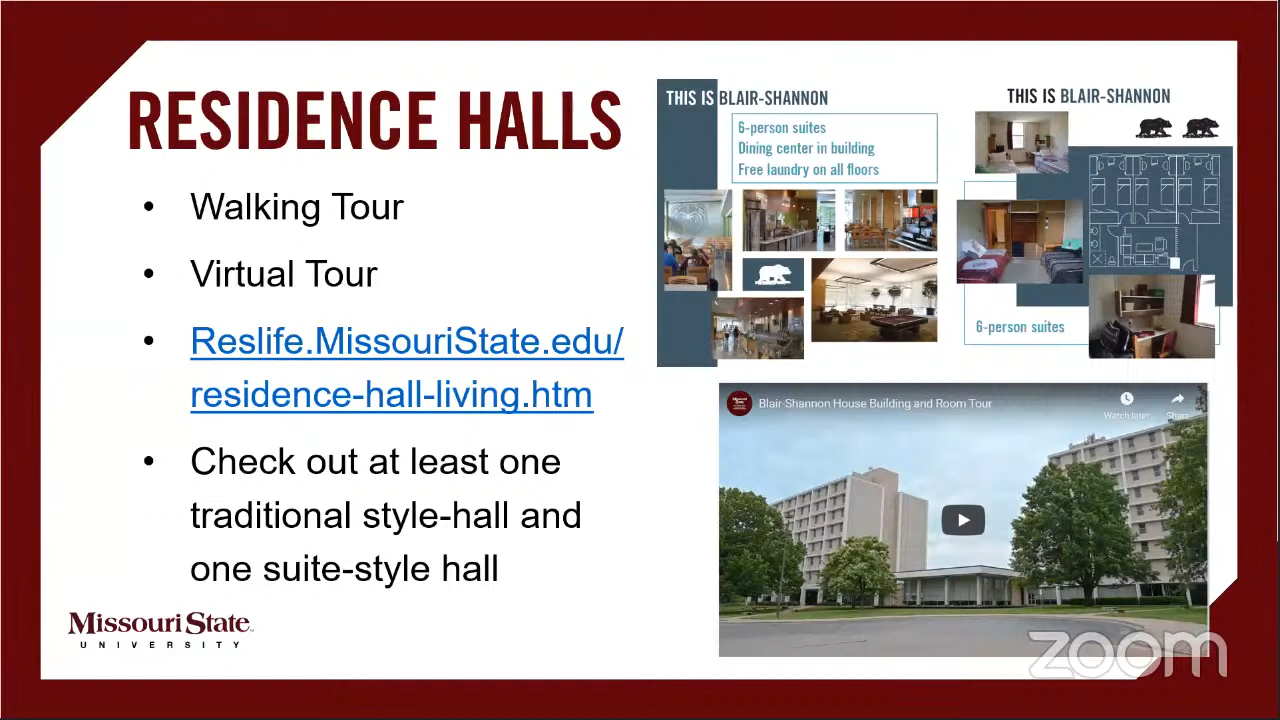 RESIDENCE HALLS
• Walking Tour
• Virtual Tour
• Reslife.MissouriState.edu/
residence-hall-living.htm
• Check out at least one
traditional style-hall and
one suite-style hall
Missouri State
UNIVERSITY
THIS IS BLAIR-SHANNON
6-person suites
Dining center in building
Free laundry on all floors
THIS IS BLAIR-SHANNON
6-person suites
Blair-Shannon House Building and Room Tour
Watch later
Share
zoom